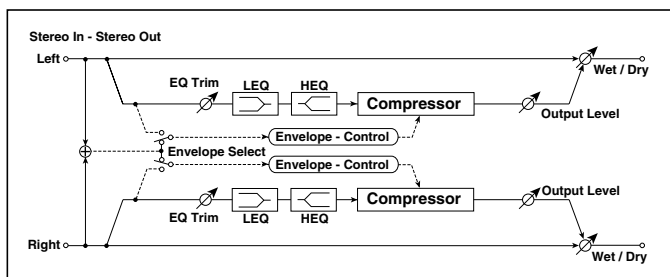 Stereo In - Stereo Out
Left
Wet / Dry
EQ Trim
LEQ
HEQ
Compressor
Output Level
Envelope - Control
Envelope Select
Envelope - Control
EQ Trim
LEQ
HEQ
Compressor
Output Level
Right
Wet / Dry